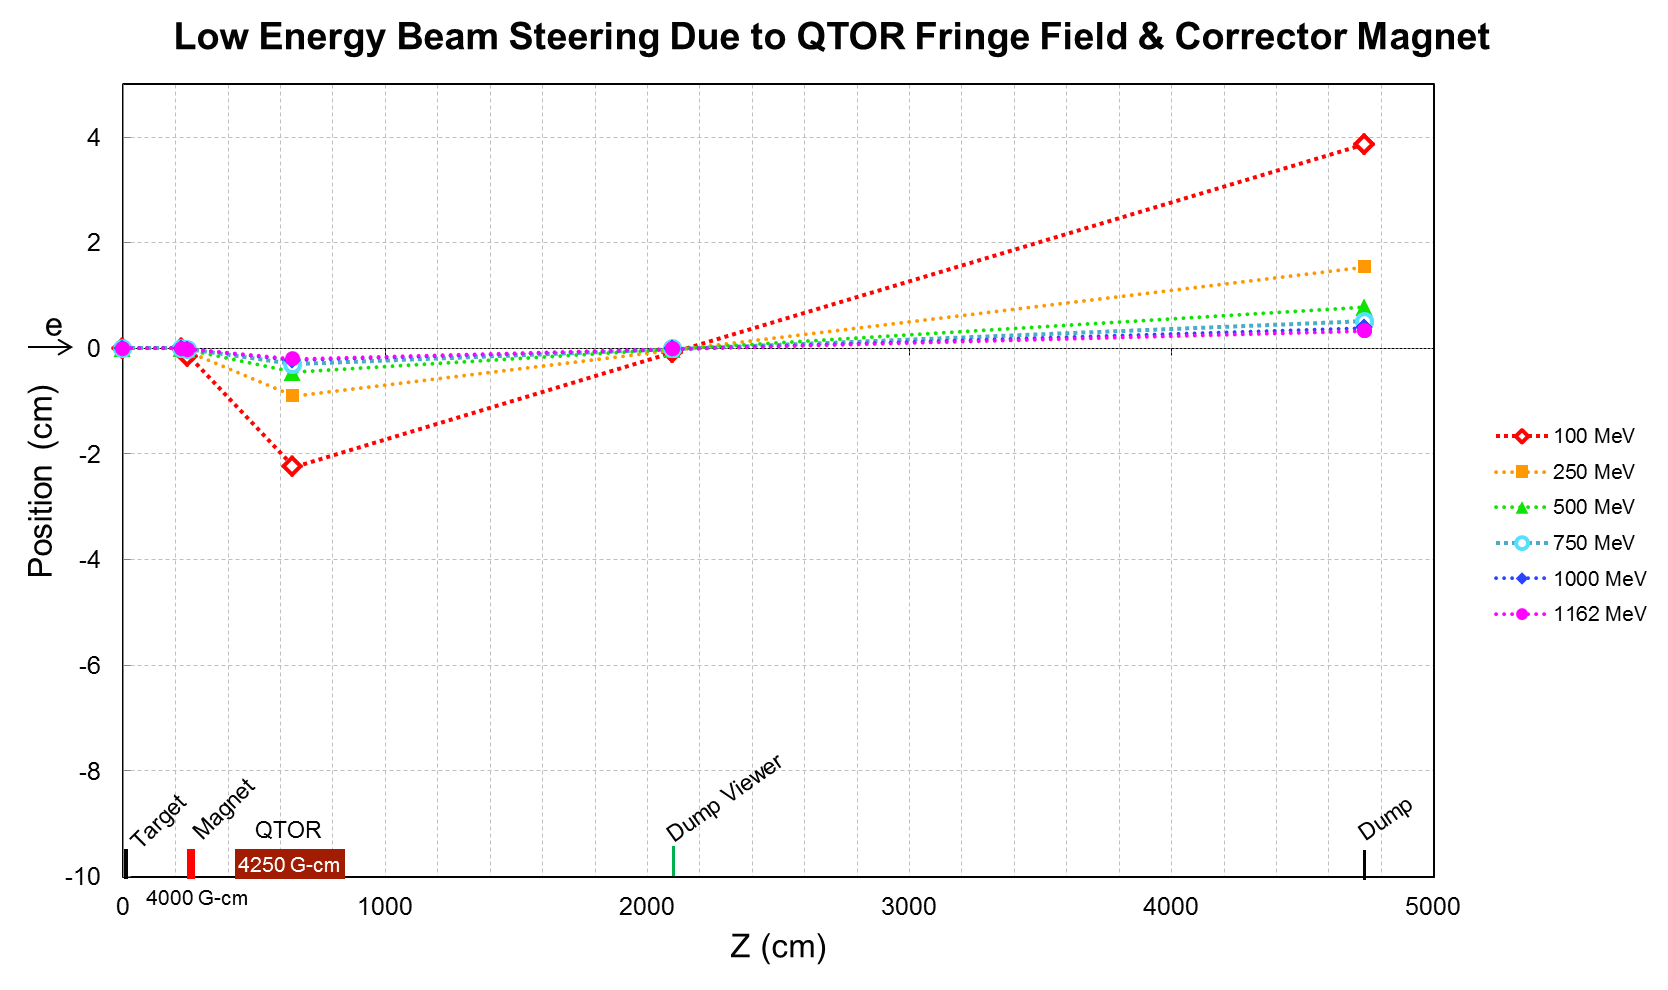 Low Energy Beam Steering Due to QTOR Fringe Field & Corrector Magnet
4
2
e
0
-2
-4
-6
-8
-10
Position (cm)
100 MeV
250 MeV
500 MeV
750 MeV
1000 MeV
1162 MeV
Target
Magnet
QTOR
4250 G-cm
4000 G-cm
Dump Viewer
Dump
0
1000
2000
3000
4000
5000
Z (cm)